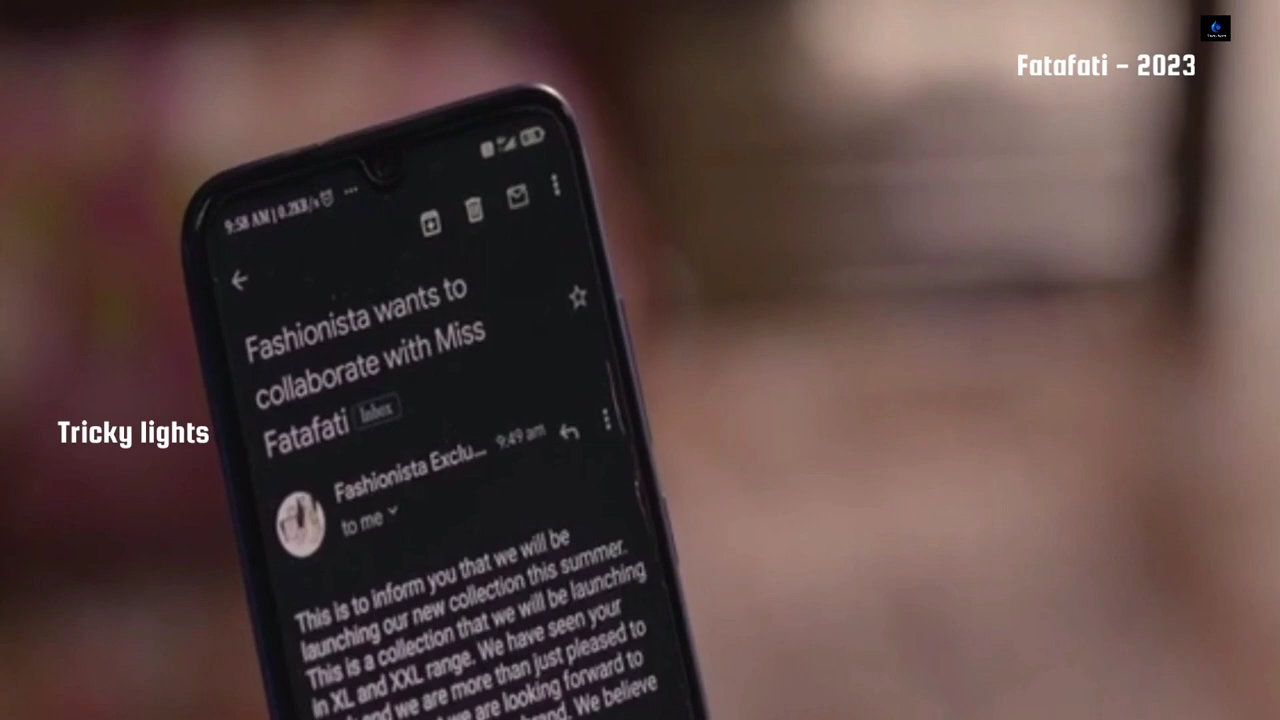 Fatafati - 2023
9:58 AM | 0.2KB/s
Fashionista wants to
collaborate with Miss
Fatafati Inbox
Tricky lights
Fashionista Exclu... 9:49 am
to me
This is to inform you that we will be
launching our new collection this summer.
This is a collection that we will be launching
in XL and XXL range. We have seen your
and we are more than just pleased to
we are looking forward to
brand. We believe